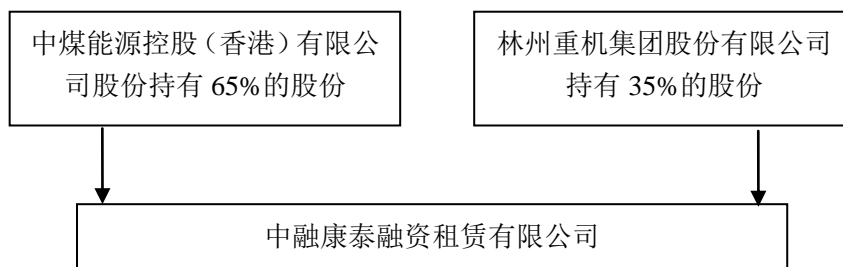 中煤能源控股（香港）有限公
司股份持有 65%的股份
林州重机集团股份有限公司
持有 35%的股份
中融康泰融资租赁有限公司